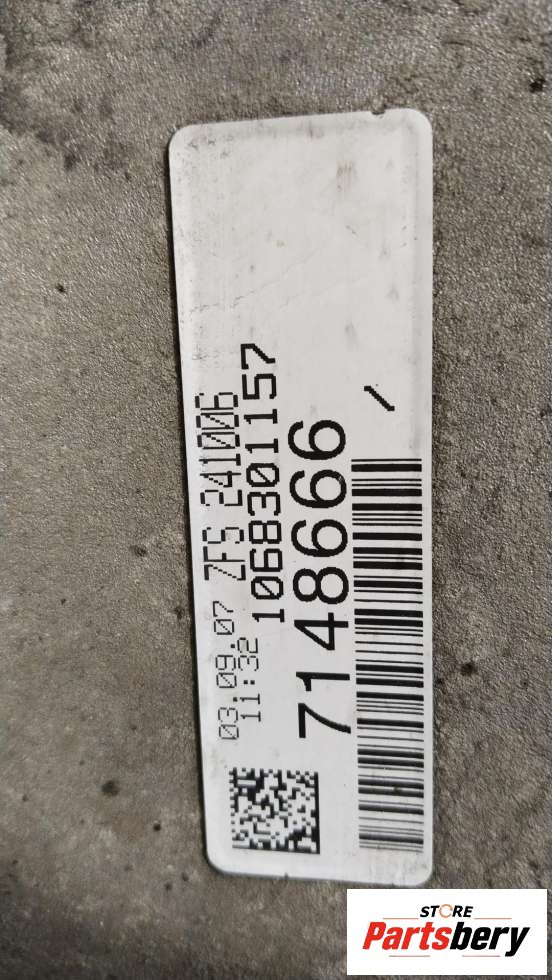 03.09.07 ZFS 241006
11:32 1068301157
7148666
/
STORE
Partsbery